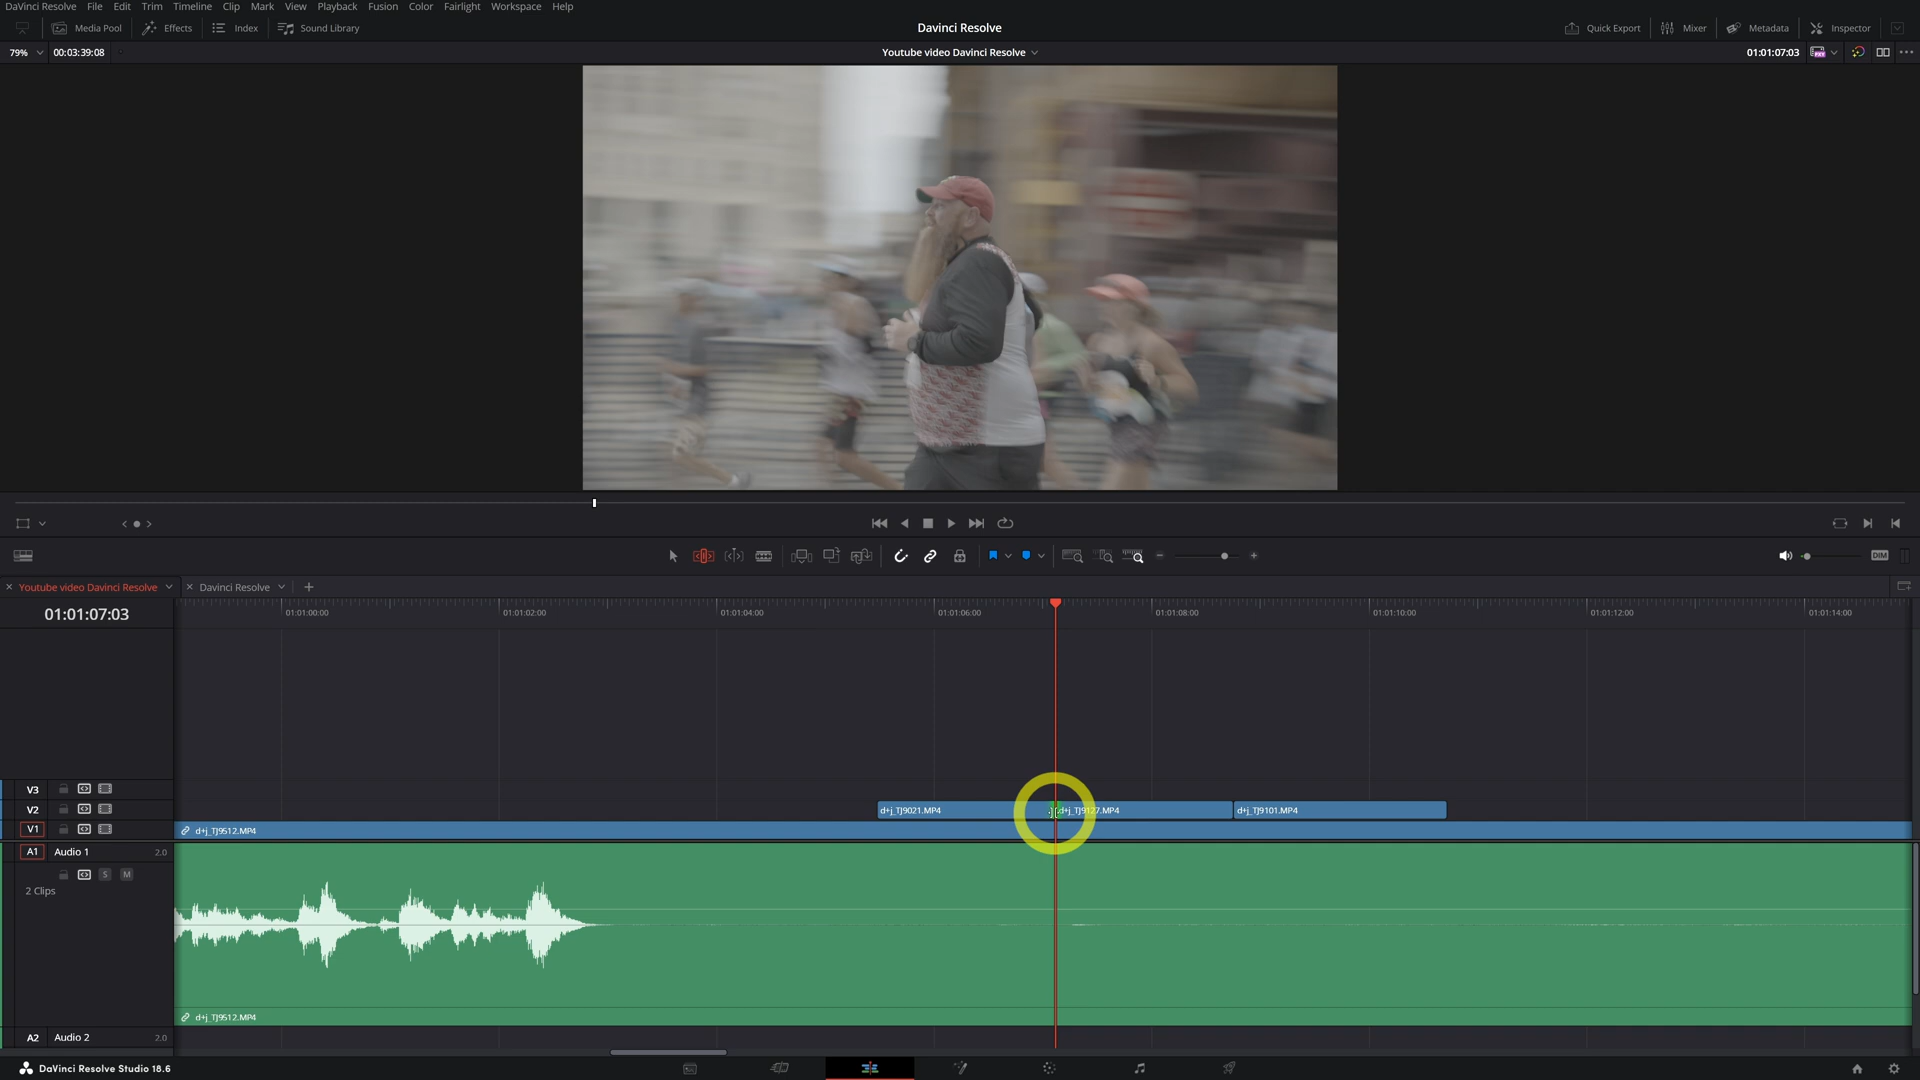 DaVinci Resolve File Edit Trim Timeline Clip Mark View Playback Fusion Color Fairlight Workspace Help
Media Pool Effects Index Sound Library Davinci Resolve Quick Export Mixer Metadata Inspector
79% 00:03:39:08 Youtube video Davinci Resolve 01:01:07:03
DIM
Youtube video Davinci Resolve Davinci Resolve
01:01:07:03 01:01:00:00 01:01:02:00 01:01:04:00 01:01:06:00 01:01:08:00 01:01:10:00 01:01:12:00 01:01:14:00
V3
V2 d+j_TJ9021.MP4 d+j_TJ9127.MP4 d+j_TJ9101.MP4
V1 d+j_TJ9512.MP4
A1 Audio 1 2.0
S M
2 Clips
d+j_TJ9512.MP4
A2 Audio 2 2.0
DaVinci Resolve Studio 18.6